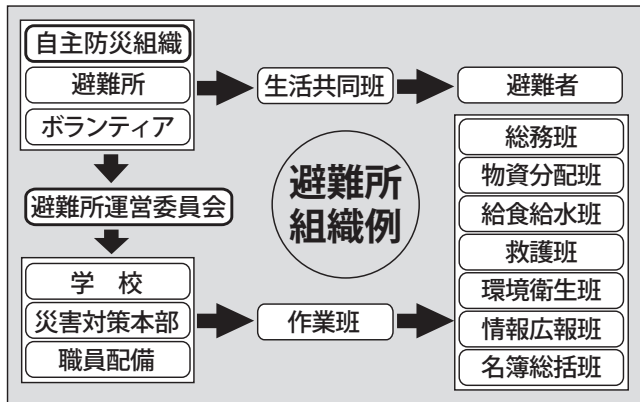 自主防災組織
避難所
ボランティア
生活共同班
避難者
避難所運営委員会
避難所
組織例
学 校
災害対策本部
職員配備
作業班
総務班
物資分配班
給食給水班
救護班
環境衛生班
情報広報班
名簿総括班